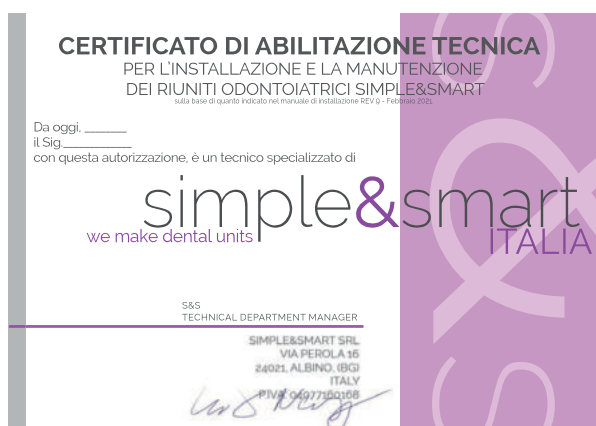 CERTIFICATO DI ABILITAZIONE TECNICA
PER L'INSTALLAZIONE E LA MANUTENZIONE
DEI RIUNITI ODONTOIATRICI SIMPLE&SMART
sulla base di quanto indicato nel manuale di installazione REV 9 - Febbraio 2021.
Da oggi, ______
il Sig.__________
con questa autorizzazione, è un tecnico specializzato di
simple&smart
we make dental units
ITALIA
S&S
TECHNICAL DEPARTMENT MANAGER
SIMPLE&SMART SRL
VIA PEROLA 16
24021, ALBINO, (BG)
ITALY
P.IVA: 04077160168